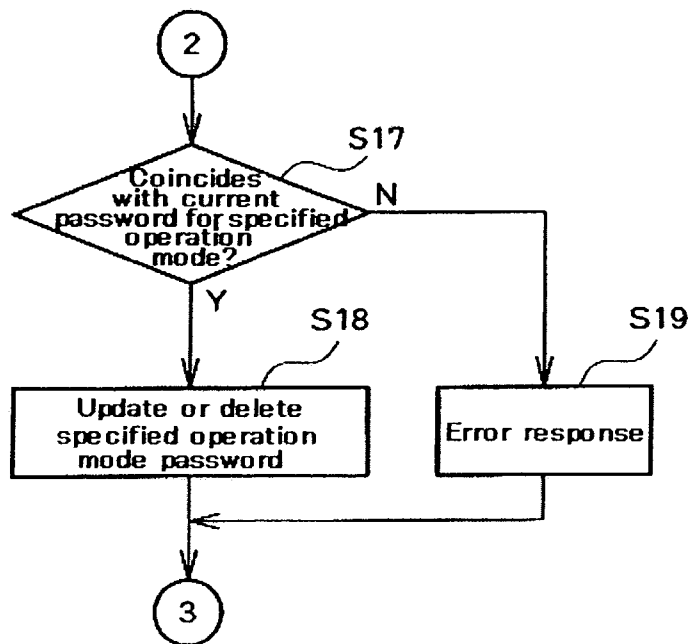 2
S17
Coincides
with current
password for specified
operation
mode?
N
Y
S18
S19
Update or delete
specified operation
mode password
Error response
3